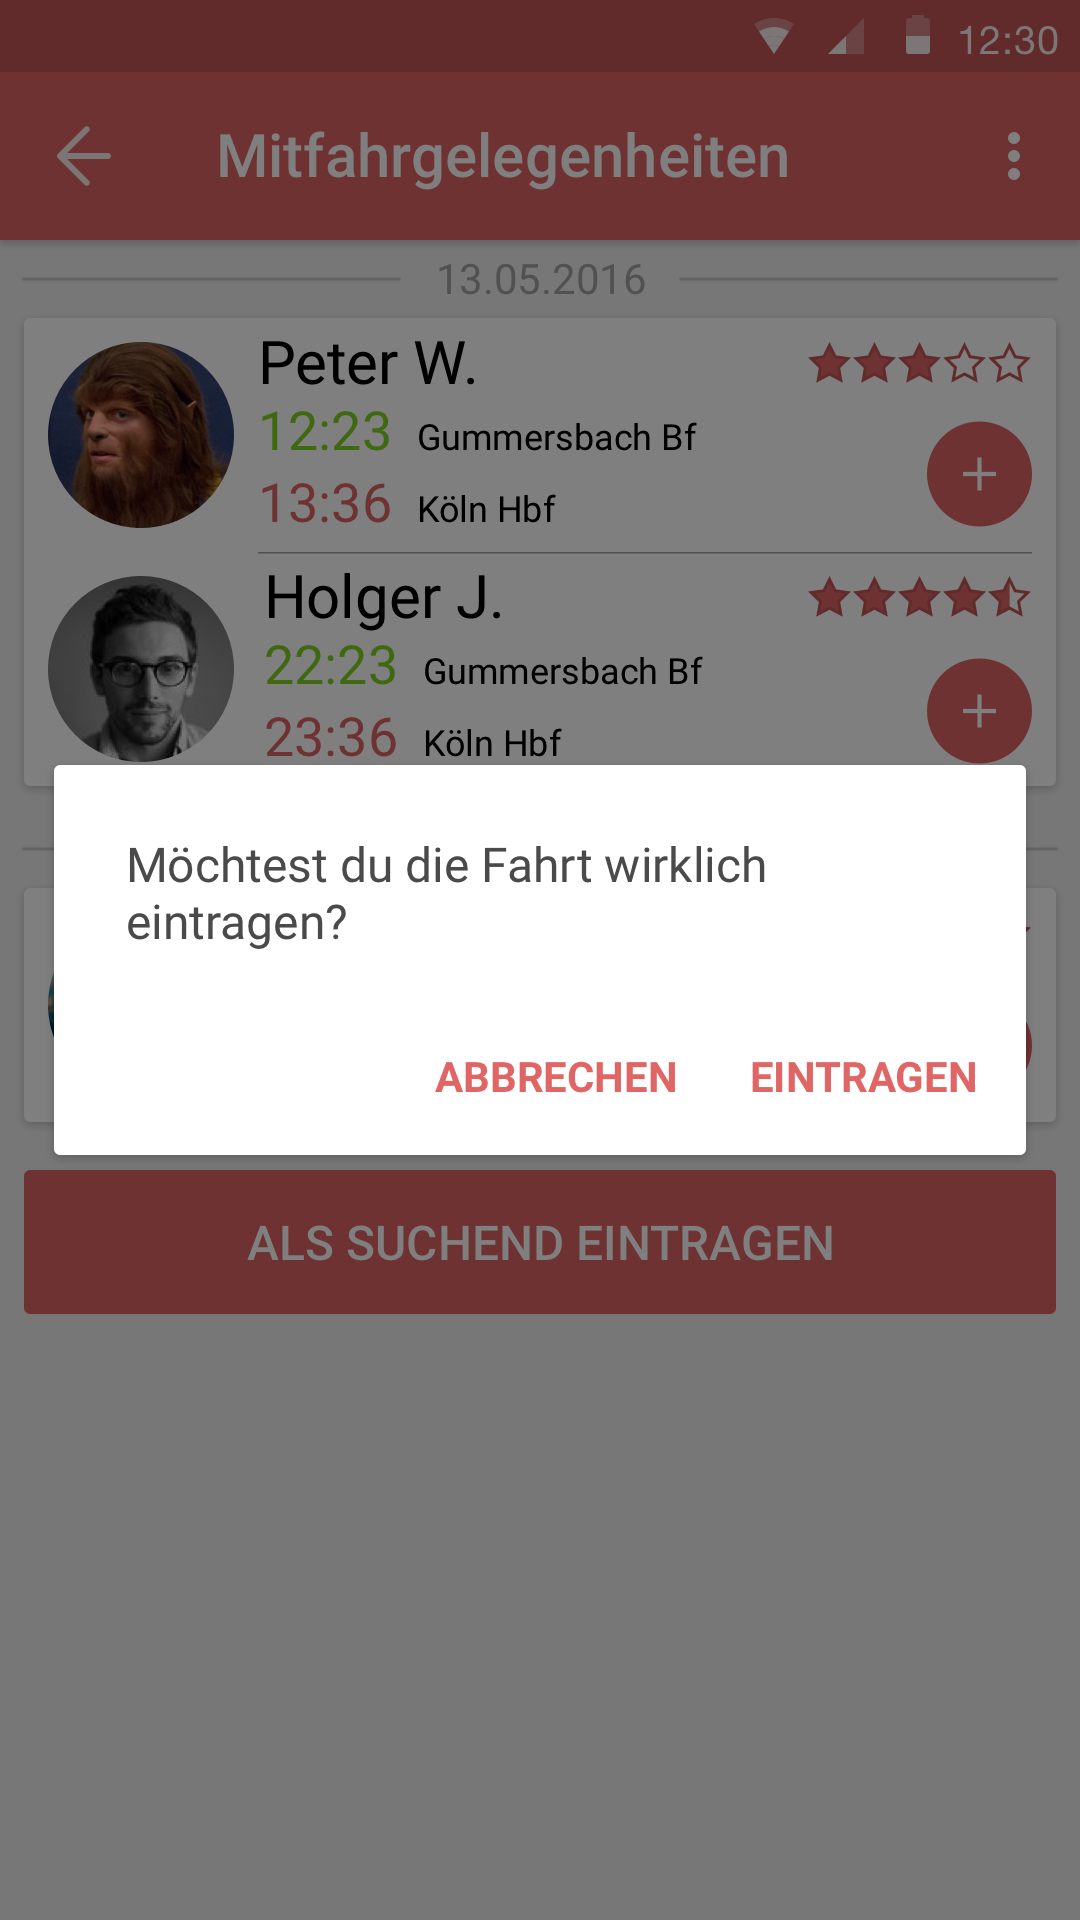 12:30
Mitfahrgelegenheiten
13.05.2016
Peter W.
12:23 Gummersbach Bf
13:36 Köln Hbf
Holger J.
22:23 Gummersbach Bf
23:36 Köln Hbf
Möchtest du die Fahrt wirklich
eintragen?
ABBRECHEN EINTRAGEN
ALS SUCHEND EINTRAGEN